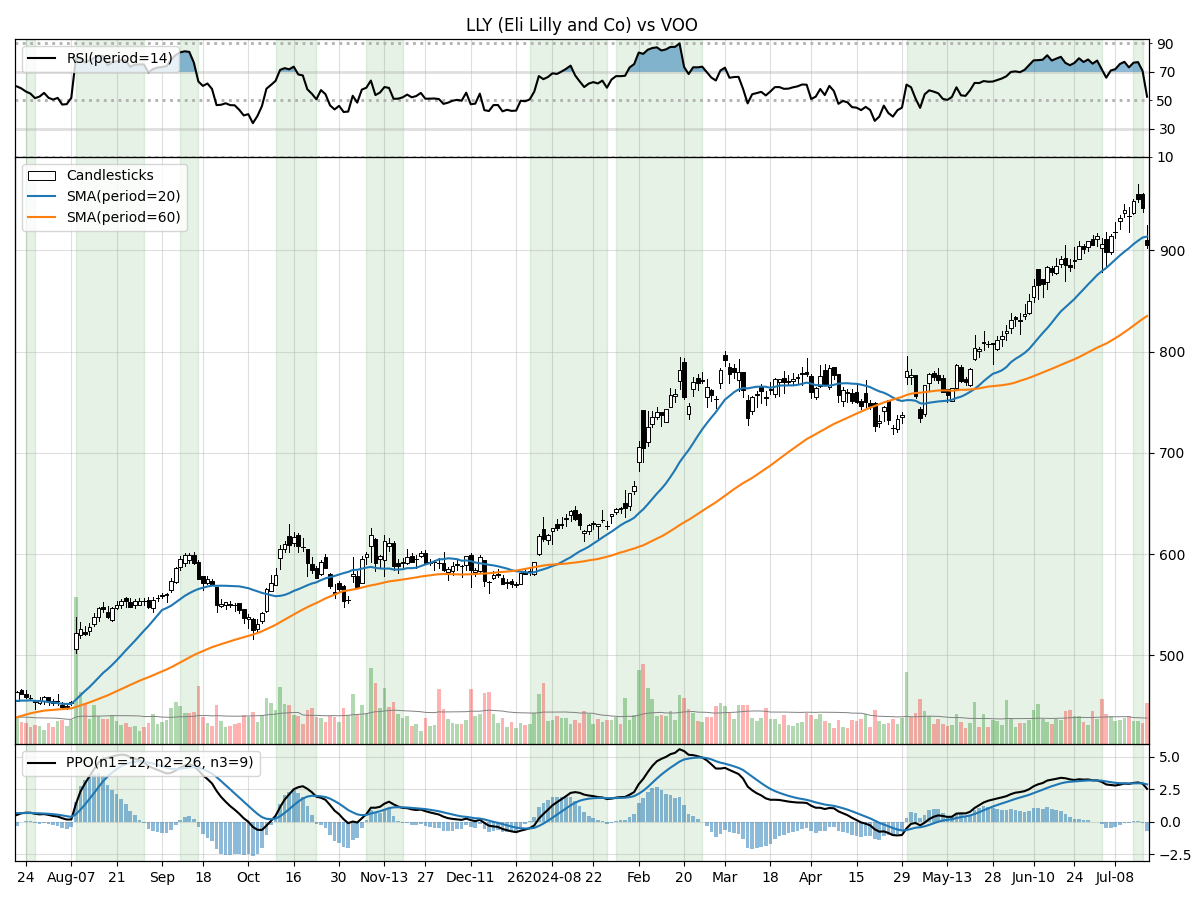 LLY (Eli Lilly and Co) vs VOO
RSI(period=14)
90
70
50
30
10
Candlesticks
SMA(period=20)
SMA(period=60)
900
800
700
600
500
PPO(n1=12, n2=26, n3=9)
5.0
2.5
0.0
−2.5
24 Aug-07 21 Sep 18 Oct 16 30 Nov-13 27 Dec-11 26 2024-08 22 Feb 20 Mar 18 Apr 15 29 May-13 28 Jun-10 24 Jul-08